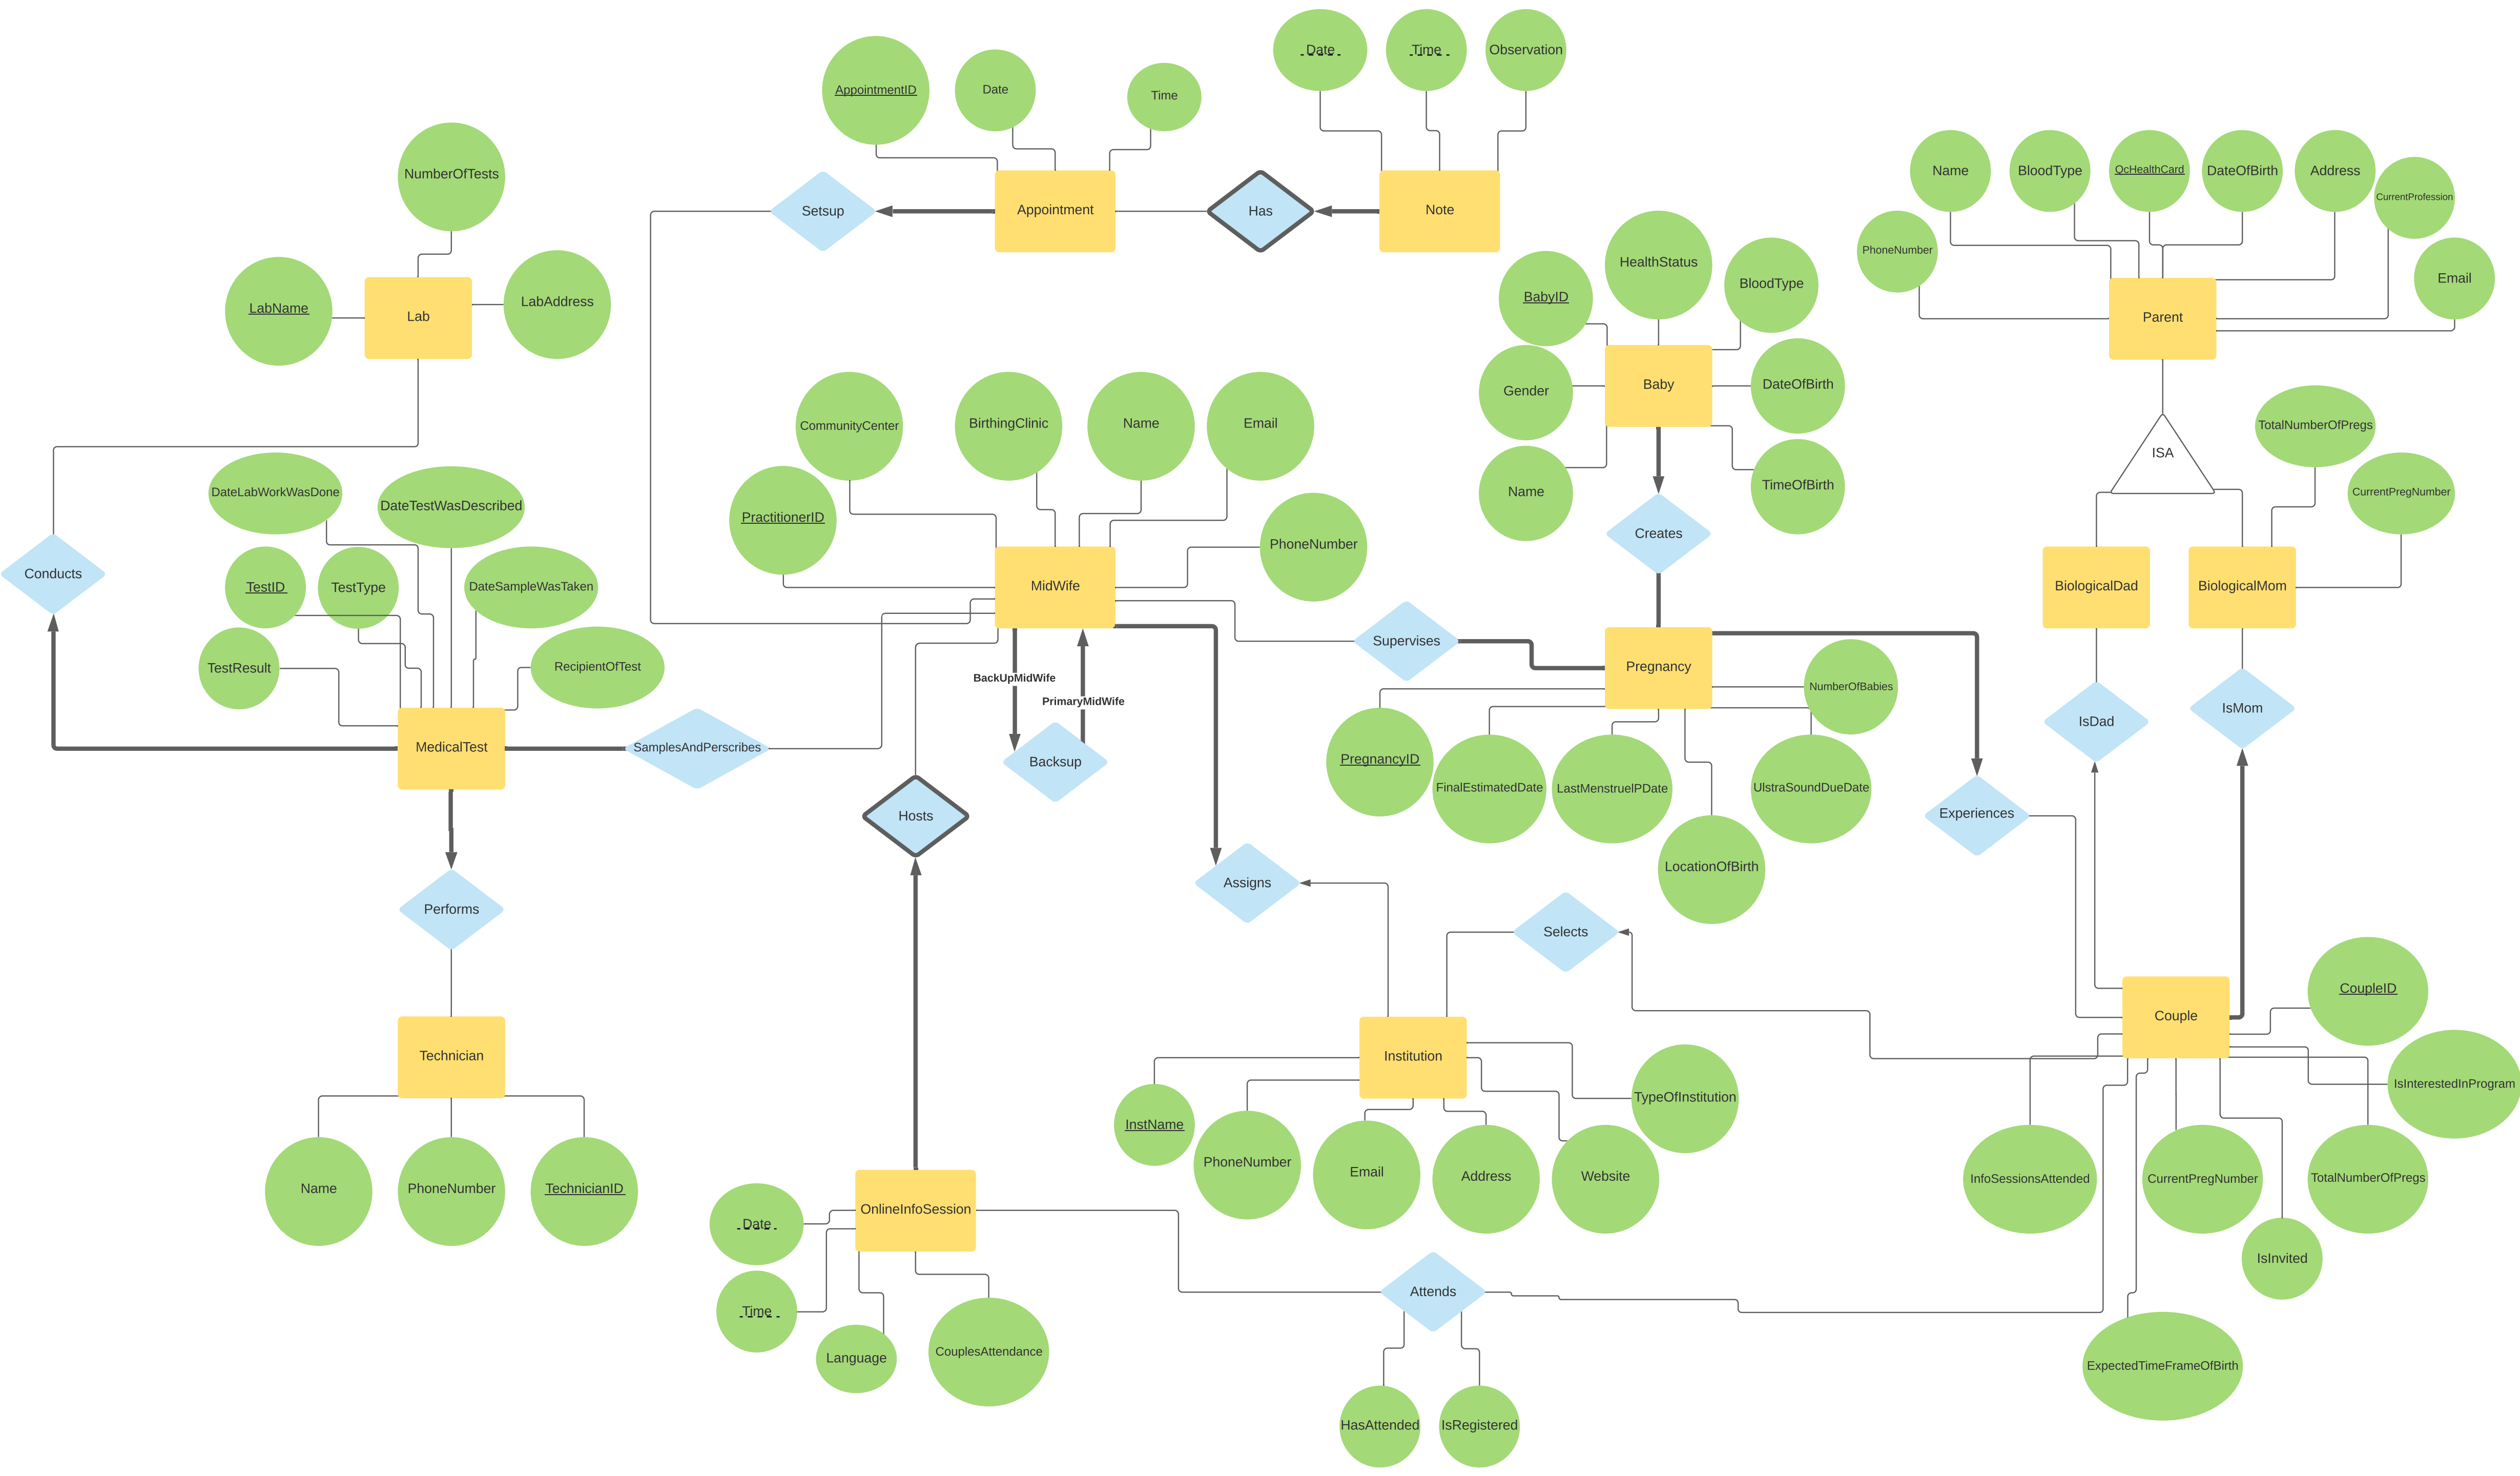 Date
Time
Observation
AppointmentID
Date
Time
NumberOfTests
Name
BloodType
QcHealthCard
DateOfBirth
Address
CurrentProfession
Setsup
Appointment
Has
Note
PhoneNumber
Email
HealthStatus
BabyID
BloodType
LabName
Lab
LabAddress
Parent
Gender
Baby
DateOfBirth
CommunityCenter
BirthingClinic
Name
Email
ISA
TotalNumberOfPregs
Name
TimeOfBirth
CurrentPregNumber
DateLabWorkWasDone
DateTestWasDescribed
PractitionerID
PhoneNumber
Creates
Conducts
TestID
TestType
DateSampleWasTaken
MidWife
BiologicalDad
BiologicalMom
TestResult
RecipientOfTest
BackUpMidWife
PrimaryMidWife
Supervises
Pregnancy
NumberOfBabies
IsDad
IsMom
MedicalTest
SamplesAndPerscribes
Backsup
PregnancyID
FinalEstimatedDate
LastMenstruelPDate
UlstraSoundDueDate
Hosts
Experiences
LocationOfBirth
Performs
Assigns
Selects
CoupleID
Technician
Institution
Couple
IsInterestedInProgram
InstName
PhoneNumber
Email
Address
Website
TypeOfInstitution
InfoSessionsAttended
CurrentPregNumber
TotalNumberOfPregs
Name
PhoneNumber
TechnicianID
OnlineInfoSession
Date
IsInvited
Time
Language
CouplesAttendance
Attends
ExpectedTimeFrameOfBirth
HasAttended
IsRegistered